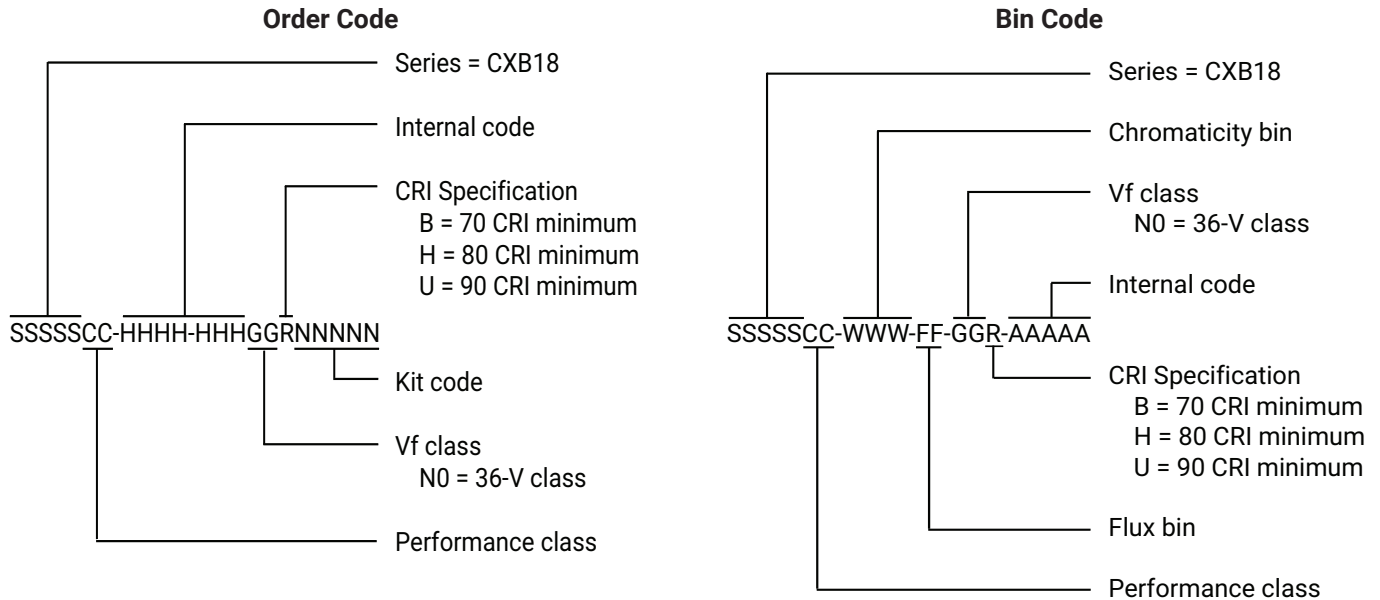 Order Code
Series = CXB18
Internal code
CRI Specification
B = 70 CRI minimum
H = 80 CRI minimum
U = 90 CRI minimum
SSSSSCC-HHHH-HHHGGRNNNNN
Kit code
Vf class
N0 = 36-V class
Performance class
Bin Code
Series = CXB18
Chromaticity bin
Vf class
N0 = 36-V class
Internal code
SSSSSCC-WWW-FF-GGR-AAAAA
CRI Specification
B = 70 CRI minimum
H = 80 CRI minimum
U = 90 CRI minimum
Flux bin
Performance class